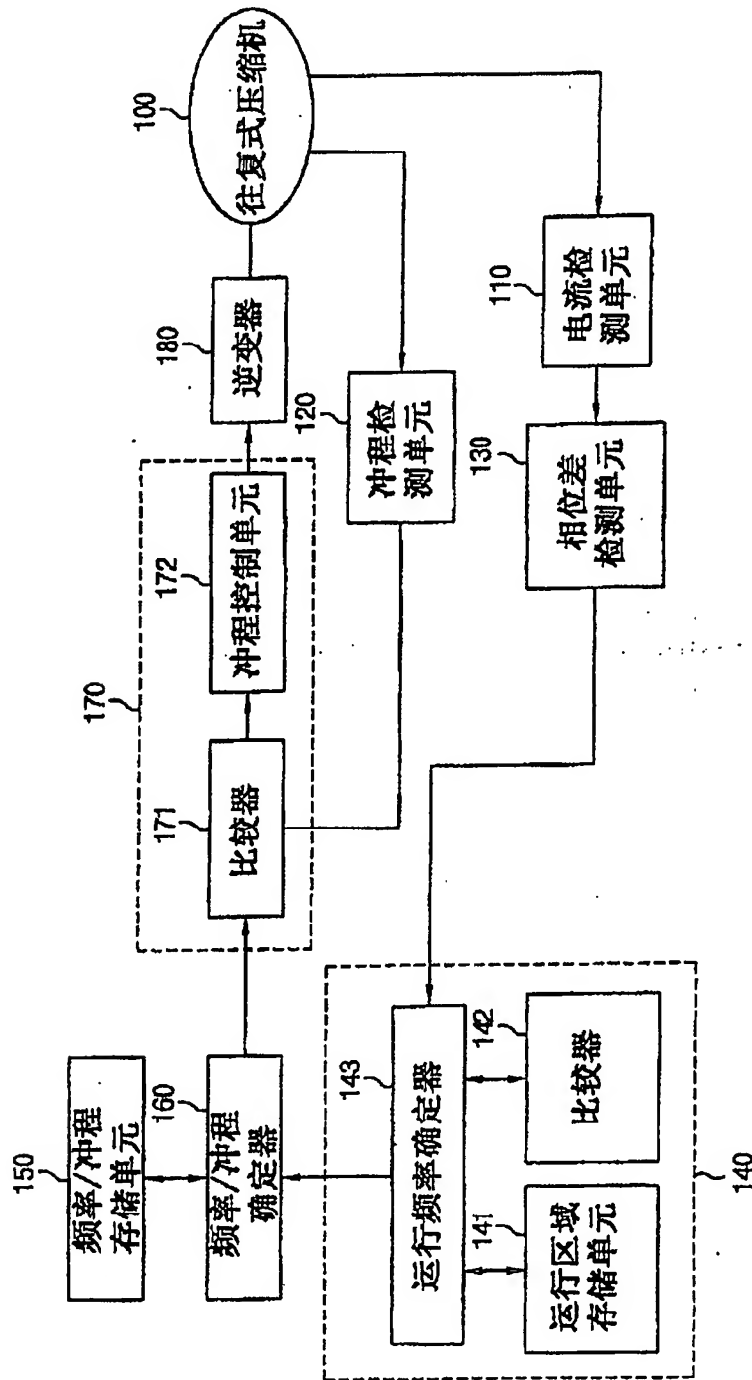 150
频率/冲程
存储单元
160
频率/冲程
确定器
170
171
比较器
172
冲程控制单元
180
逆变器
100
往复式压缩机
120
冲程检
测单元
110
电流检
测单元
130
相位差
检测单元
143
运行频率确定器
141
运行区域
存储单元
142
比较器
140